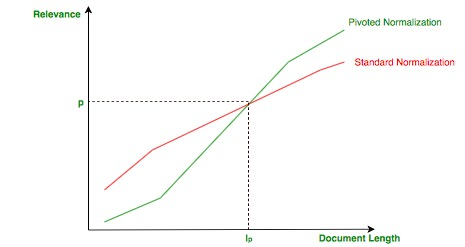 Relevance
Pivoted Normalization
Standard Normalization
p
lp
Document Length